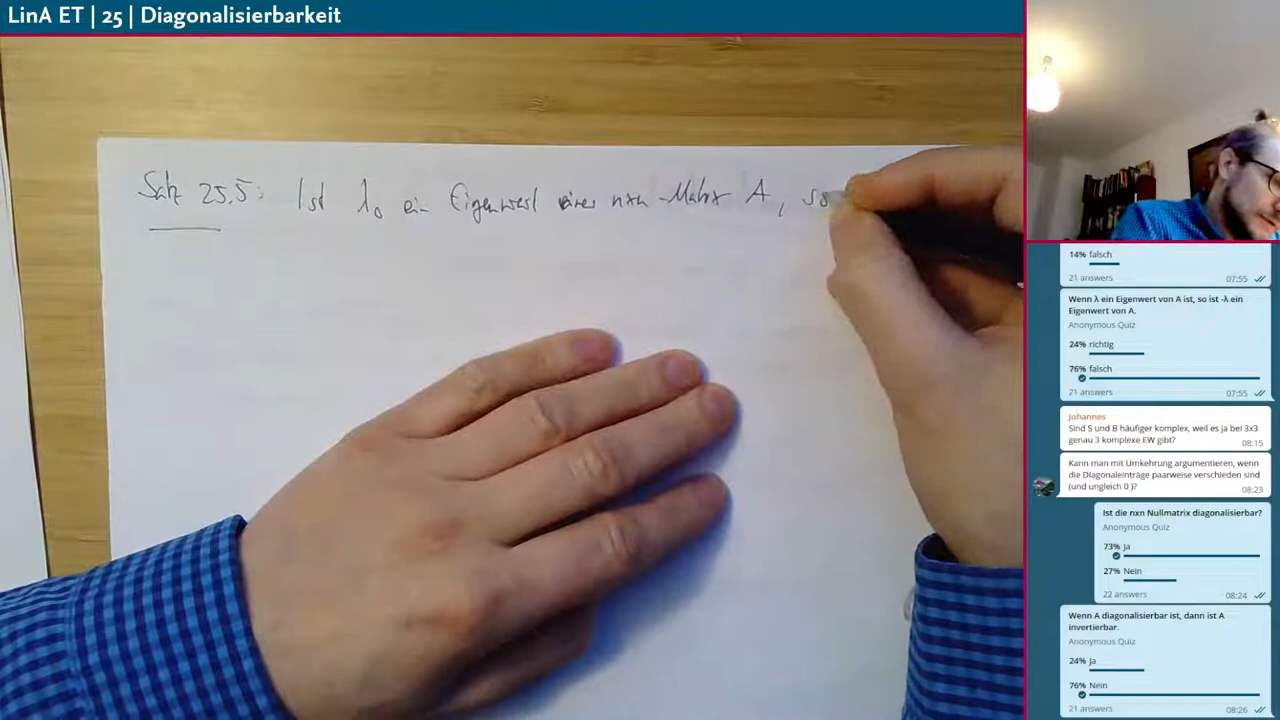 LinA ET | 25 | Diagonalisierbarkeit
Satz 25.5: Ist λ₀ ein Eigenwert einer nxn-Matrix A, so
14% falsch
21 answers 07:55
Wenn λ ein Eigenwert von A ist, so ist -λ ein
Eigenwert von A.
Anonymous Quiz
24% richtig
76% falsch
21 answers 07:55
Johannes
Sind S und B häufiger komplex, weil es ja bei 3x3
genau 3 komplexe EW gibt? 08:15
Kann man mit Umkehrung argumentieren, wenn
die Diagonaleinträge paarweise verschieden sind
(und ungleich 0 )? 08:23
Ist die nxn Nullmatrix diagonalisierbar?
Anonymous Quiz
73% Ja
27% Nein
22 answers 08:24
Wenn A diagonalisierbar ist, dann ist A
invertierbar.
Anonymous Quiz
24% Ja
76% Nein
21 answers 08:26